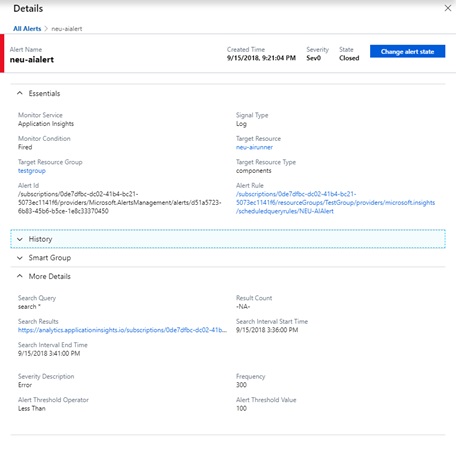 Details
All Alerts > neu-aialert
Alert Name
neu-aialert
Created Time
9/15/2018, 9:21:04 PM
Severity
Sev0
State
Closed
Change alert state
Essentials
Monitor Service
Application Insights
Signal Type
Log
Monitor Condition
Fired
Target Resource
neu-airunner
Target Resource Group
testgroup
Target Resource Type
components
Alert Id
/subscriptions/0de7dfbc-dc02-41b4-bc21-
5073ec1141f6/providers/Microsoft.AlertsManagement/alerts/d51a5723-
6b83-45b6-b5ce-1e8c33370450
Alert Rule
/subscriptions/0de7dfbc-dc02-41b4-bc21-
5073ec1141f6/resourceGroups/TestGroup/providers/microsoft.insights
/scheduledqueryrules/NEU-AIAlert
History
Smart Group
More Details
Search Query
search *
Result Count
-NA-
Search Results
https://analytics.applicationinsights.io/subscriptions/0de7dfbc-dc02-41b...
Search Interval Start Time
9/15/2018 3:36:00 PM
Search Interval End Time
9/15/2018 3:41:00 PM
Severity Description
Error
Frequency
300
Alert Threshold Operator
Less Than
Alert Threshold Value
100